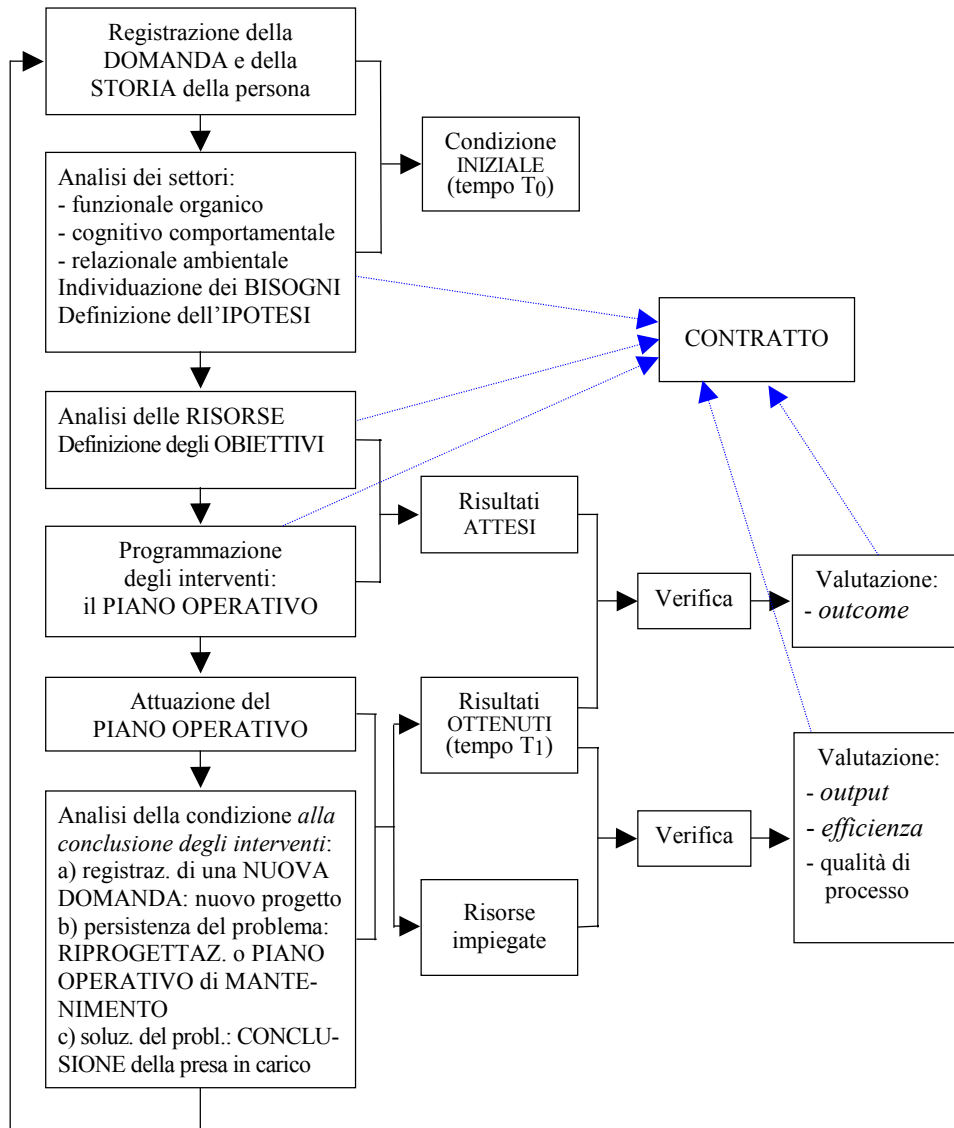 Registrazione della
DOMANDA e della
STORIA della persona
Condizione
INIZIALE
(tempo T0)
Analisi dei settori:
- funzionale organico
- cognitivo comportamentale
- relazionale ambientale
Individuazione dei BISOGNI
Definizione dell’IPOTESI
CONTRATTO
Analisi delle RISORSE
Definizione degli OBIETTIVI
Risultati
ATTESI
Programmazione
degli interventi:
il PIANO OPERATIVO
Verifica
Valutazione:
- outcome
Attuazione del
PIANO OPERATIVO
Risultati
OTTENUTI
(tempo T1)
Analisi della condizione alla
conclusione degli interventi:
a) registraz. di una NUOVA
DOMANDA: nuovo progetto
b) persistenza del problema:
RIPROGETTAZ. o PIANO
OPERATIVO di MANTE-
NIMENTO
c) soluz. del probl.: CONCLU-
SIONE della presa in carico
Risorse
impiegate
Verifica
Valutazione:
- output
- efficienza
- qualità di
processo